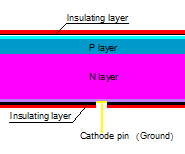 Insulating layer
P layer
N layer
Insulating layer
Cathode pin （Ground）